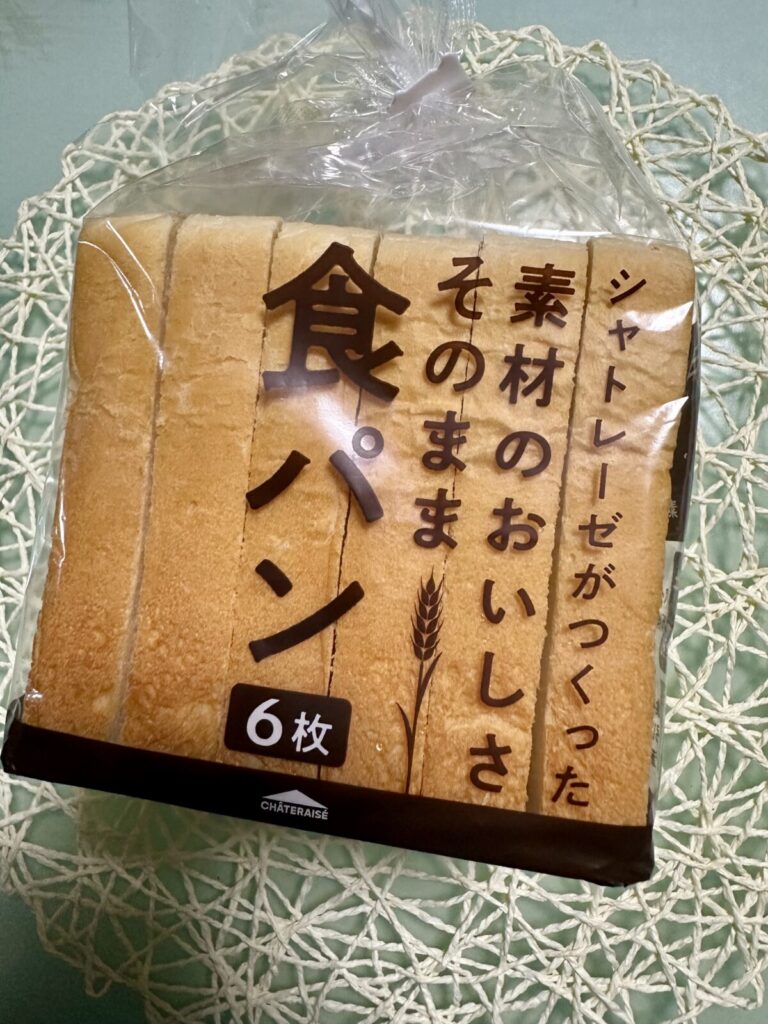 シャトレーゼがつくった
素材のおいしさ
そのまま
食パン
6枚
CHÂTERAISÉ